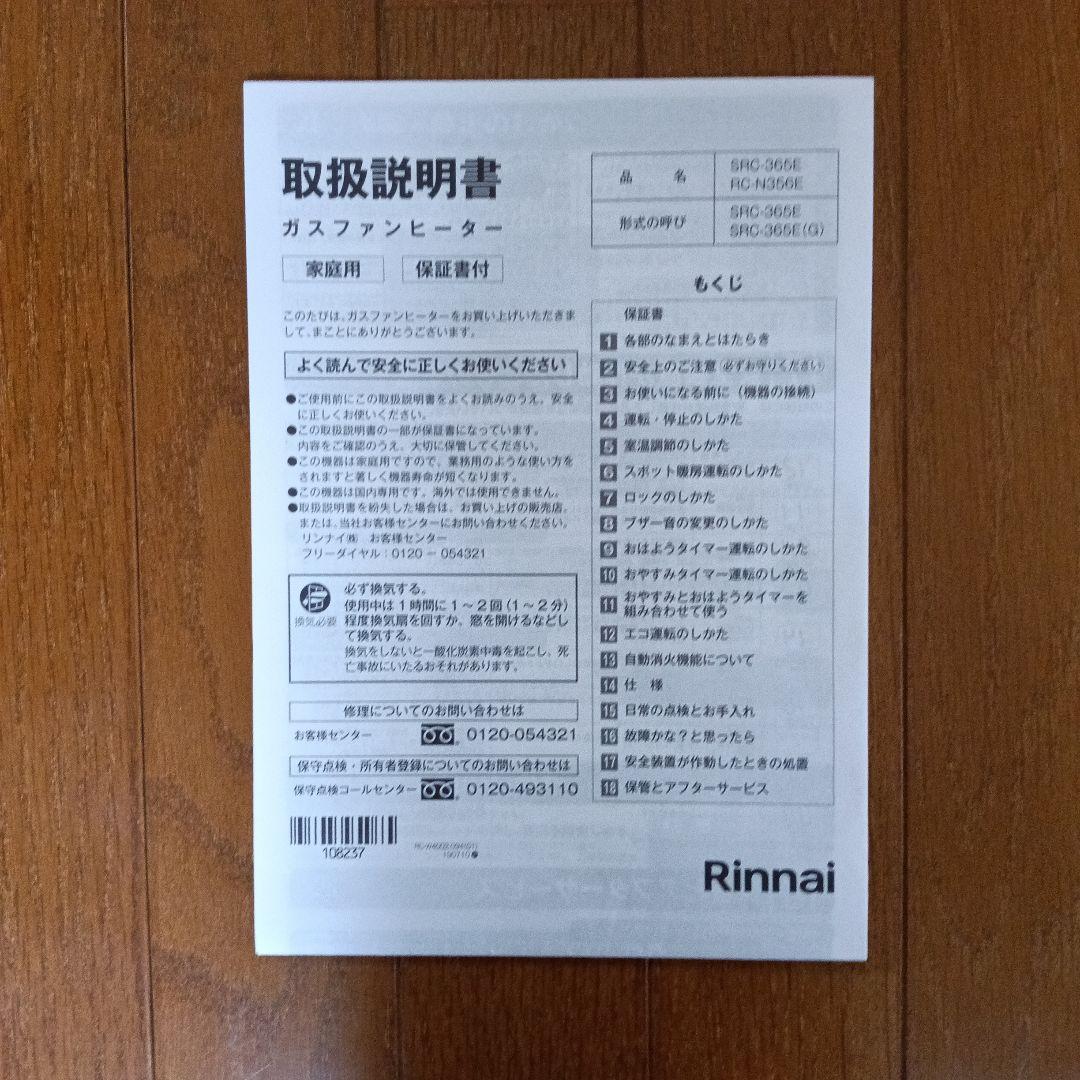 取扱説明書
ガスファンヒーター
家庭用 保証書付
品名 SRC-365E
RC-N356E
形式の呼び SRC-365E
SRC-365E(G)
このたびは、ガスファンヒーターをお買い上げいただきま
して、まことにありがとうございます。
よく読んで安全に正しくお使いください
●ご使用前にこの取扱説明書をよくお読みのうえ、安全
に正しくお使いください。
●この取扱説明書の一部が保証書になっています。
内容をご確認のうえ、大切に保管してください。
●この機器は家庭用ですので、業務用のような使い方を
されますと著しく機器寿命が短くなります。
●この機器は国内専用です。海外では使用できません。
●取扱説明書を紛失した場合は、お買い上げの販売店、
または、当社お客様センターにお問い合わせください。
リンナイ㈱ お客様センター
フリーダイヤル：0120－054321
換気必要
必ず換気する。
使用中は1時間に1～2回(1～2分)
程度換気扇を回すか、窓を開けるなどし
て換気する。
換気をしないと一酸化炭素中毒を起こし、死
亡事故にいたるおそれがあります。
修理についてのお問い合わせは
お客様センター 0120-054321
保守点検・所有者登録についてのお問い合わせは
保守点検コールセンター 0120-493110
108237
もくじ
保証書
1 各部のなまえとはたらき
2 安全上のご注意(必ずお守りください)
3 お使いになる前に(機器の接続)
4 運転・停止のしかた
5 室温調節のしかた
6 スポット暖房運転のしかた
7 ロックのしかた
8 ブザー音の変更のしかた
9 おはようタイマー運転のしかた
10 おやすみタイマー運転のしかた
11 おやすみとおはようタイマーを
組み合わせて使う
12 エコ運転のしかた
13 自動消火機能について
14 仕様
15 日常の点検とお手入れ
16 故障かな?と思ったら
17 安全装置が作動したときの処置
18 保管とアフターサービス
Rinnai